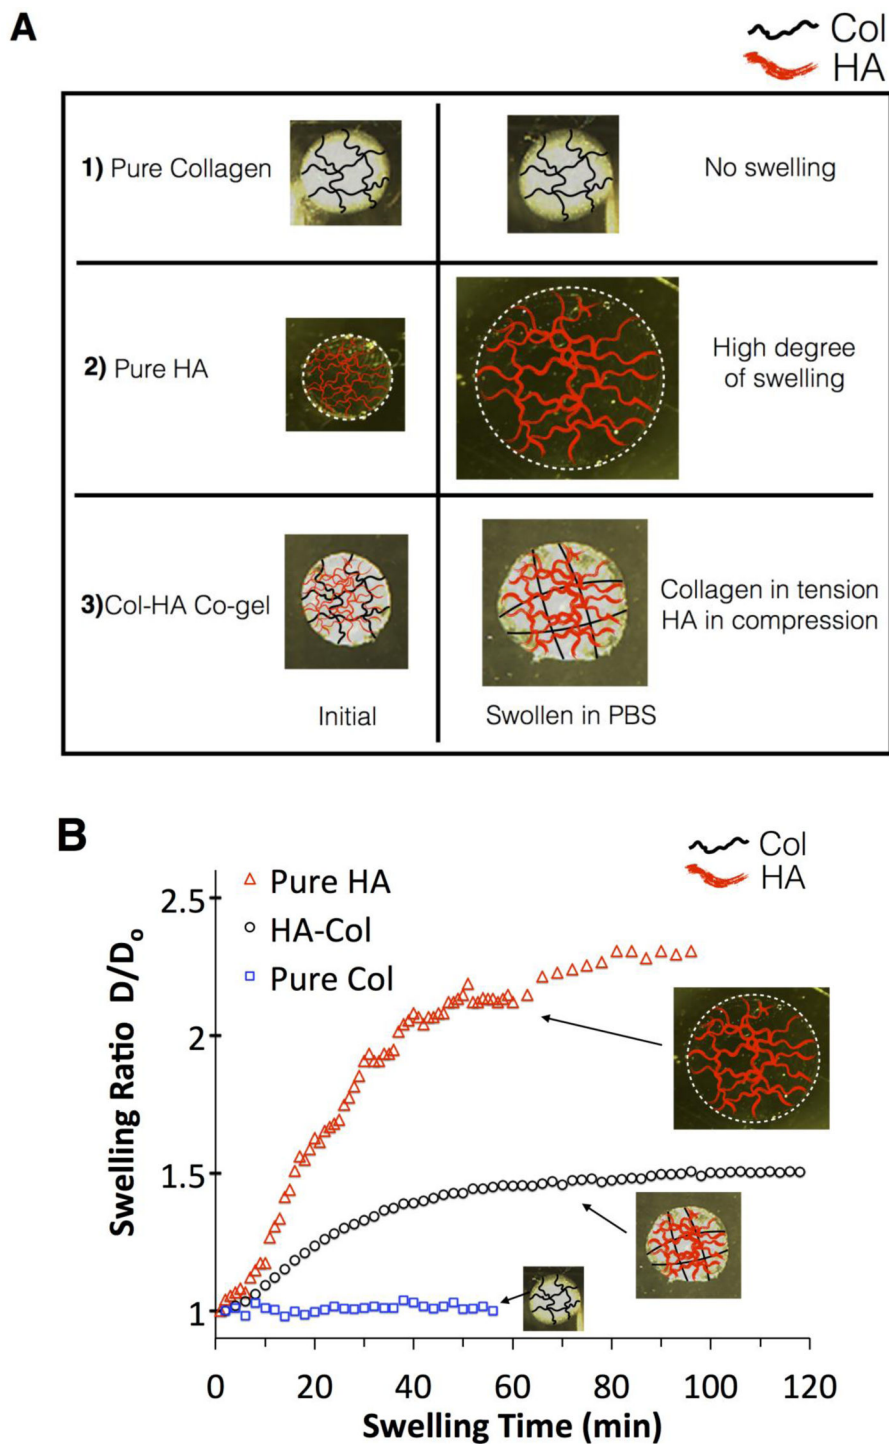 A
Col
HA
1) Pure Collagen
No swelling
2) Pure HA
High degree
of swelling
3)Col-HA Co-gel
Collagen in tension
HA in compression
Initial
Swollen in PBS
B
Col
HA
Pure HA
HA-Col
Pure Col
Swelling Ratio D/Do
2.5
2
1.5
1
0
20
40
60
80
100
120
Swelling Time (min)